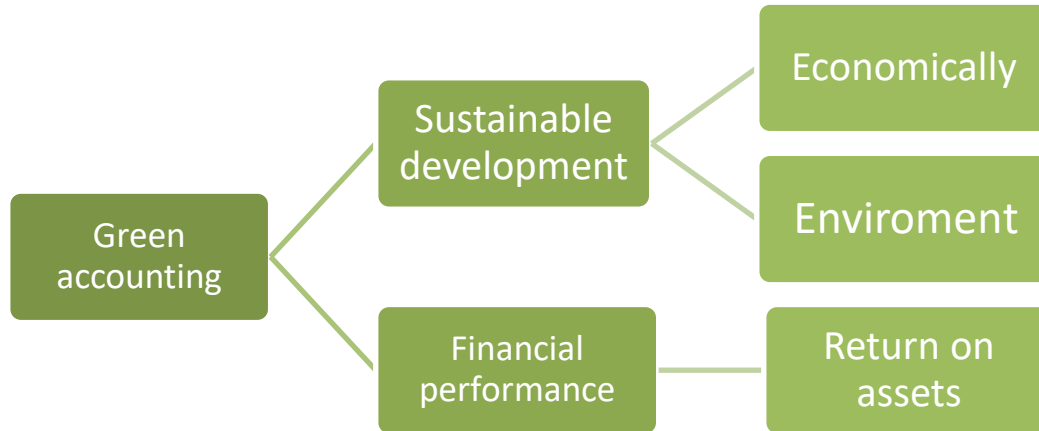 Green
accounting
Sustainable
development
Economically
Enviroment
Financial
performance
Return on
assets